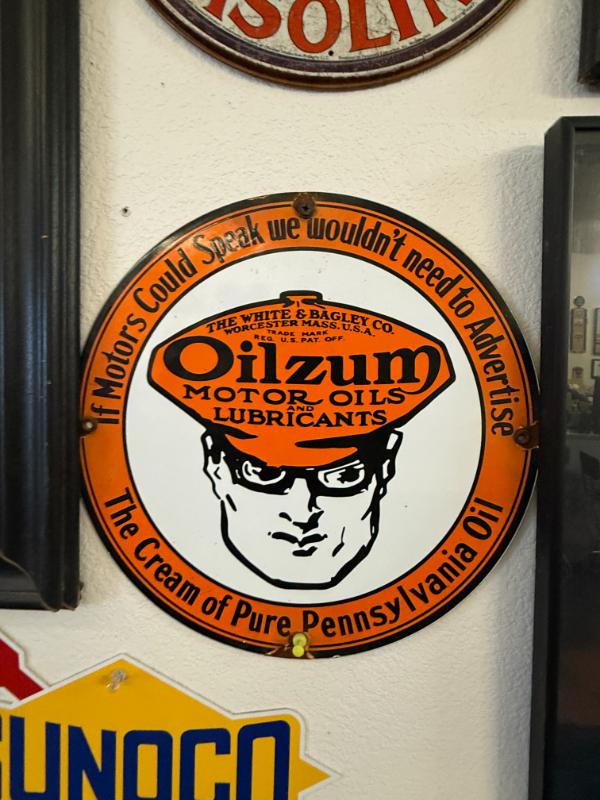 GASOLINE
If Motors Could Speak we wouldn't need to Advertise
THE WHITE & BAGLEY CO.
WORCESTER MASS. U.S.A.
TRADE MARK
REG. U.S. PAT. OFF.
Oilzum
MOTOR OILS
AND
LUBRICANTS
The Cream of Pure Pennsylvania Oil
SUNOCO